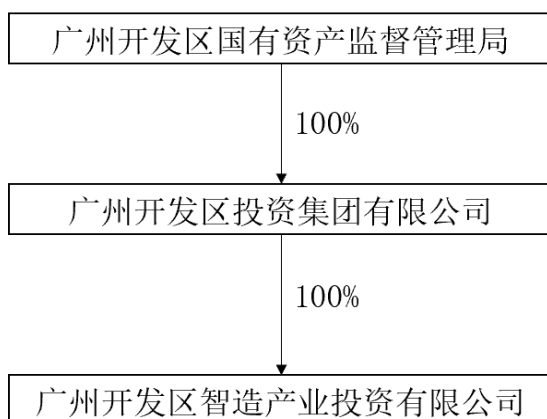 广州开发区国有资产监督管理局
100%
广州开发区投资集团有限公司
100%
广州开发区智造产业投资有限公司